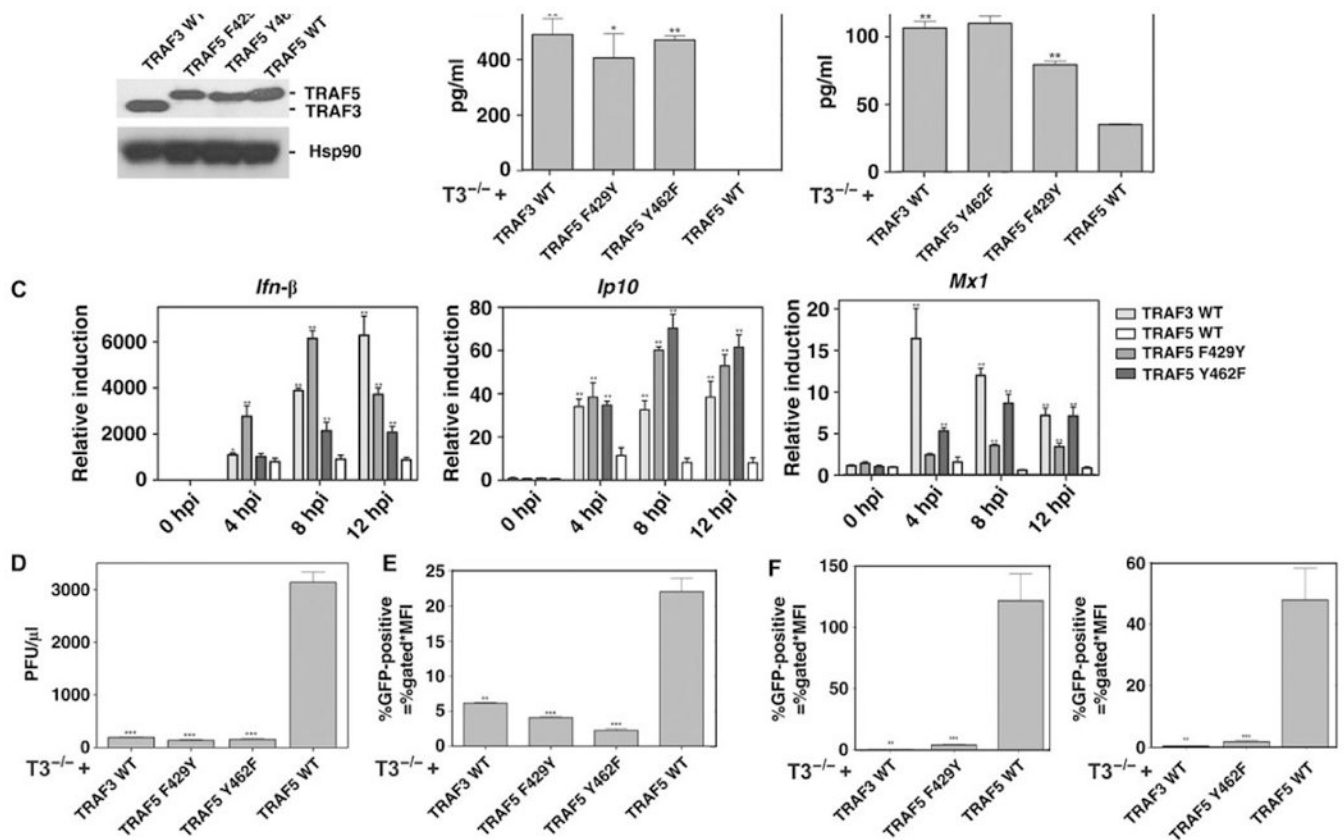 TRAF3 WT
TRAF5 Y46
TRAF5 WT
TRAF5
TRAF3
Hsp90
pg/ml
400
200
0
T3⁻/⁻ +
TRAF3 WT
TRAF5 F429Y
TRAF5 Y462F
TRAF5 WT
** 
*
**
pg/ml
100
50
0
TRAF3 WT
TRAF5 Y462F
TRAF5 F429Y
TRAF5 WT
**
**
T3⁻/⁻ +
C
Ifn-β
Relative induction
6000
4000
2000
0
0 hpi
4 hpi
8 hpi
12 hpi
Ip10
Relative induction
80
60
40
20
0
0 hpi
4 hpi
8 hpi
12 hpi
Mx1
Relative induction
20
15
10
5
0
0 hpi
4 hpi
8 hpi
12 hpi
TRAF3 WT
TRAF5 WT
TRAF5 F429Y
TRAF5 Y462F
D
PFU/μl
3000
2000
1000
0
T3⁻/⁻ +
TRAF3 WT
TRAF5 F429Y
TRAF5 Y462F
TRAF5 WT
***
***
***
E
%GFP-positive
=%gated*MFI
25
20
15
10
5
0
T3⁻/⁻ +
TRAF3 WT
TRAF5 F429Y
TRAF5 Y462F
TRAF5 WT
**
***
***
F
%GFP-positive
=%gated*MFI
150
100
50
0
T3⁻/⁻ +
TRAF3 WT
TRAF5 F429Y
TRAF5 WT
**
***
%GFP-positive
=%gated*MFI
60
40
20
0
T3⁻/⁻ +
TRAF3 WT
TRAF5 Y462F
TRAF5 WT
**
***